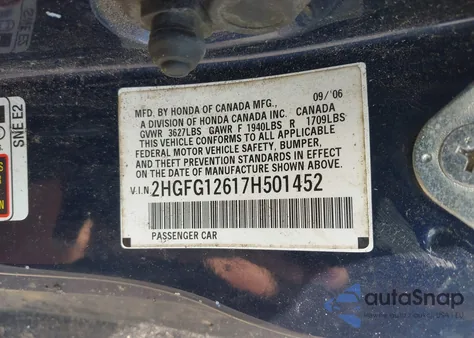 MFD. BY HONDA OF CANADA MFG., 09/'06
A DIVISION OF HONDA CANADA INC. CANADA
GVWR 3627LBS GAWR F 1940LBS R 1709LBS
THIS VEHICLE CONFORMS TO ALL APPLICABLE
FEDERAL MOTOR VEHICLE SAFETY, BUMPER,
AND THEFT PREVENTION STANDARDS IN EFFECT
ON THE DATE OF MANUFACTURE SHOWN ABOVE.
V.I.N. 2HGFG12617H501452
PASSENGER CAR
SNE E2
autoSnap